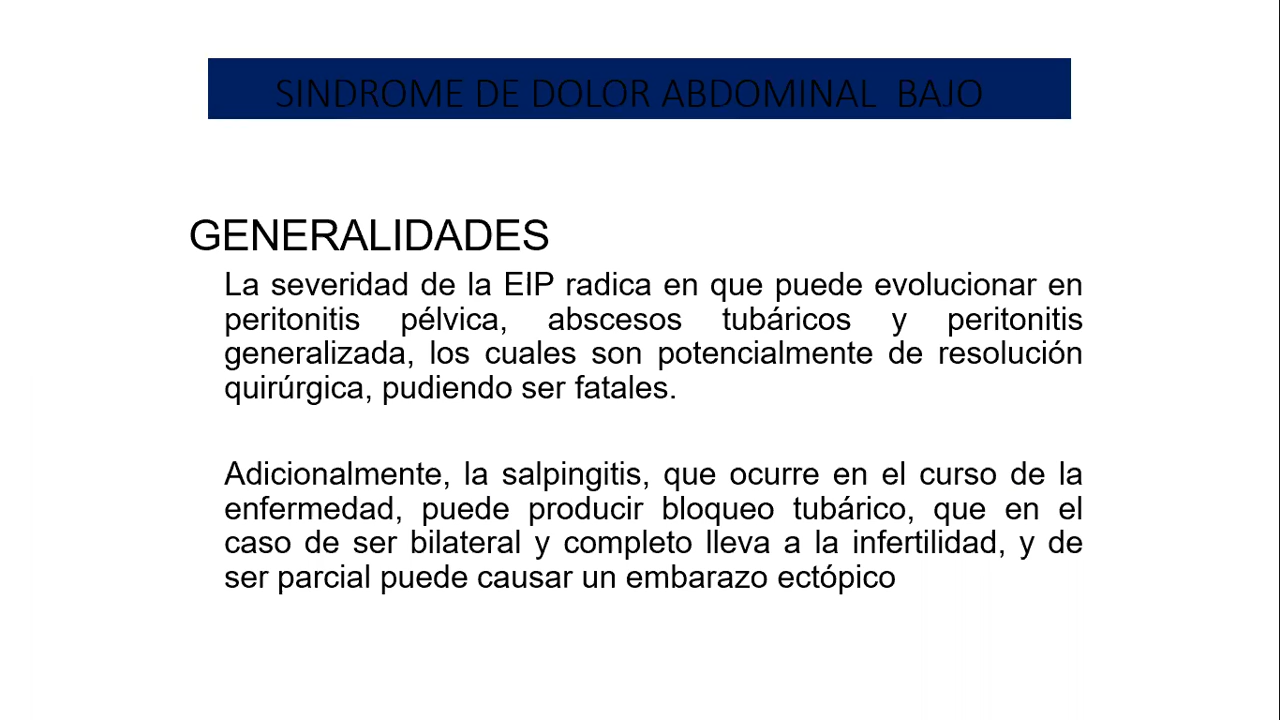 SINDROME DE DOLOR ABDOMINAL BAJO
GENERALIDADES
La severidad de la EIP radica en que puede evolucionar en
peritonitis pélvica, abscesos tubáricos y peritonitis
generalizada, los cuales son potencialmente de resolución
quirúrgica, pudiendo ser fatales.
Adicionalmente, la salpingitis, que ocurre en el curso de la
enfermedad, puede producir bloqueo tubárico, que en el
caso de ser bilateral y completo lleva a la infertilidad, y de
ser parcial puede causar un embarazo ectópico